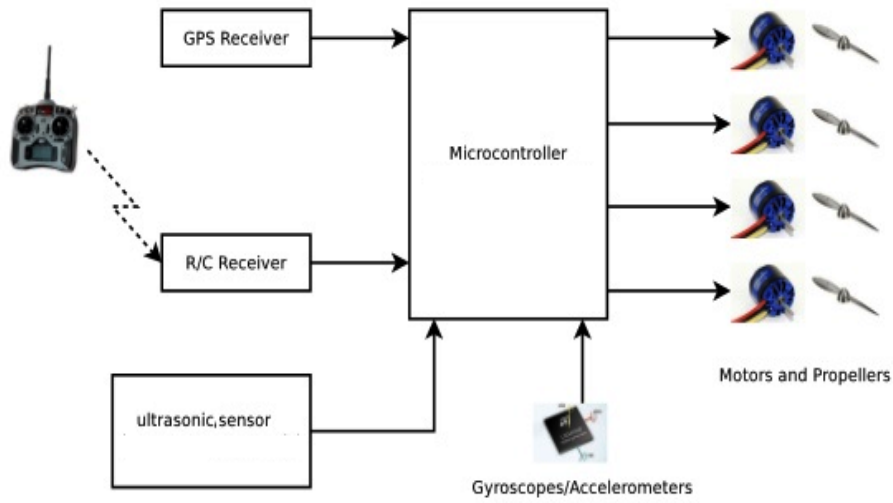 GPS Receiver
Microcontroller
R/C Receiver
Motors and Propellers
ultrasonic,sensor
Gyroscopes/Accelerometers